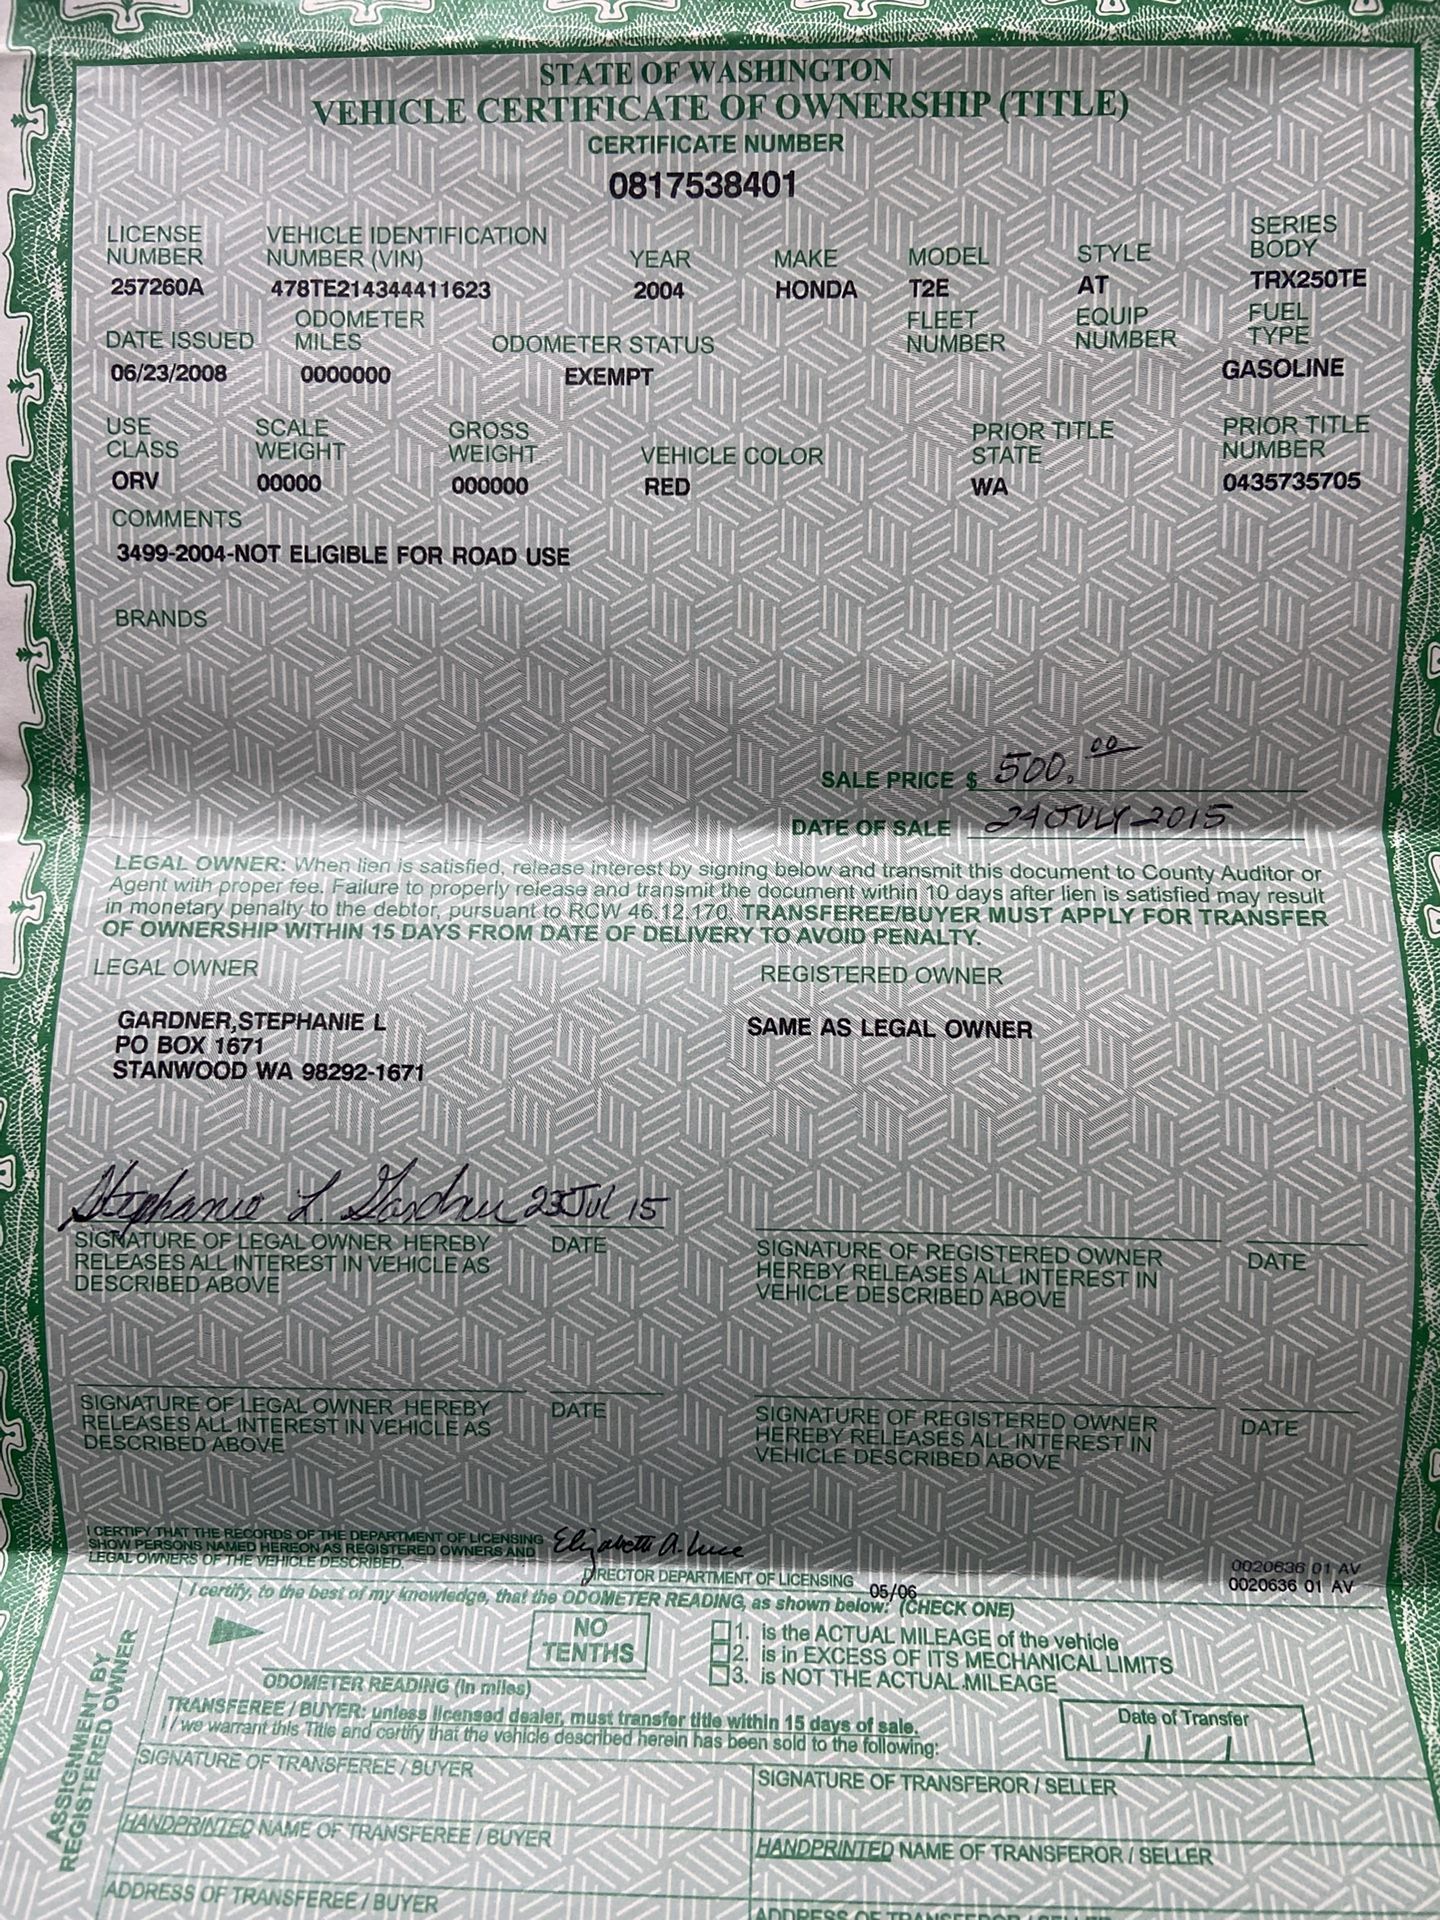 STATE OF WASHINGTON
VEHICLE CERTIFICATE OF OWNERSHIP (TITLE)
CERTIFICATE NUMBER
0817538401
LICENSE NUMBER VEHICLE IDENTIFICATION NUMBER (VIN) YEAR MAKE MODEL STYLE SERIES BODY
257260A 478TE214344411623 2004 HONDA T2E AT TRX250TE
DATE ISSUED ODOMETER MILES ODOMETER STATUS FLEET NUMBER EQUIP NUMBER FUEL TYPE
06/23/2008 0000000 EXEMPT GASOLINE
USE CLASS SCALE WEIGHT GROSS WEIGHT VEHICLE COLOR PRIOR TITLE STATE PRIOR TITLE NUMBER
ORV 00000 000000 RED WA 0435735705
COMMENTS
3499-2004-NOT ELIGIBLE FOR ROAD USE
BRANDS
SALE PRICE $ 500.00
DATE OF SALE 24 JULY 2015
LEGAL OWNER: When lien is satisfied, release interest by signing below and transmit this document to County Auditor or
Agent with proper fee. Failure to properly release and transmit the document within 10 days after lien is satisfied may result
in monetary penalty to the debtor, pursuant to RCW 46.12.170. TRANSFEREE/BUYER MUST APPLY FOR TRANSFER
OF OWNERSHIP WITHIN 15 DAYS FROM DATE OF DELIVERY TO AVOID PENALTY.
LEGAL OWNER REGISTERED OWNER
GARDNER,STEPHANIE L SAME AS LEGAL OWNER
PO BOX 1671
STANWOOD WA 98292-1671
Stephanie L. Gardner 23 Jul 15
SIGNATURE OF LEGAL OWNER HEREBY DATE
RELEASES ALL INTEREST IN VEHICLE AS
DESCRIBED ABOVE
SIGNATURE OF REGISTERED OWNER DATE
HEREBY RELEASES ALL INTEREST IN
VEHICLE DESCRIBED ABOVE
SIGNATURE OF LEGAL OWNER HEREBY DATE
RELEASES ALL INTEREST IN VEHICLE AS
DESCRIBED ABOVE
SIGNATURE OF REGISTERED OWNER DATE
HEREBY RELEASES ALL INTEREST IN
VEHICLE DESCRIBED ABOVE
I CERTIFY THAT THE RECORDS OF THE DEPARTMENT OF LICENSING
SHOW PERSONS NAMED HEREON AS REGISTERED OWNERS AND
LEGAL OWNERS OF THE VEHICLE DESCRIBED.
Elizabeth A. Luce
DIRECTOR DEPARTMENT OF LICENSING 05/06
0020636 01 AV
0020636 01 AV
ASSIGNMENT BY
REGISTERED OWNER
I certify, to the best of my knowledge, that the ODOMETER READING, as shown below: (CHECK ONE)
NO
TENTHS
ODOMETER READING (in miles)
1. is the ACTUAL MILEAGE of the vehicle
2. is in EXCESS OF ITS MECHANICAL LIMITS
3. is NOT THE ACTUAL MILEAGE
TRANSFEREE / BUYER: unless licensed dealer, must transfer title within 15 days of sale.
I / we warrant this Title and certify that the vehicle described herein has been sold to the following:
Date of Transfer
SIGNATURE OF TRANSFEREE / BUYER SIGNATURE OF TRANSFEROR / SELLER
HANDPRINTED NAME OF TRANSFEREE / BUYER HANDPRINTED NAME OF TRANSFEROR / SELLER
ADDRESS OF TRANSFEREE / BUYER ADDRESS OF TRANSFEROR / SELLER